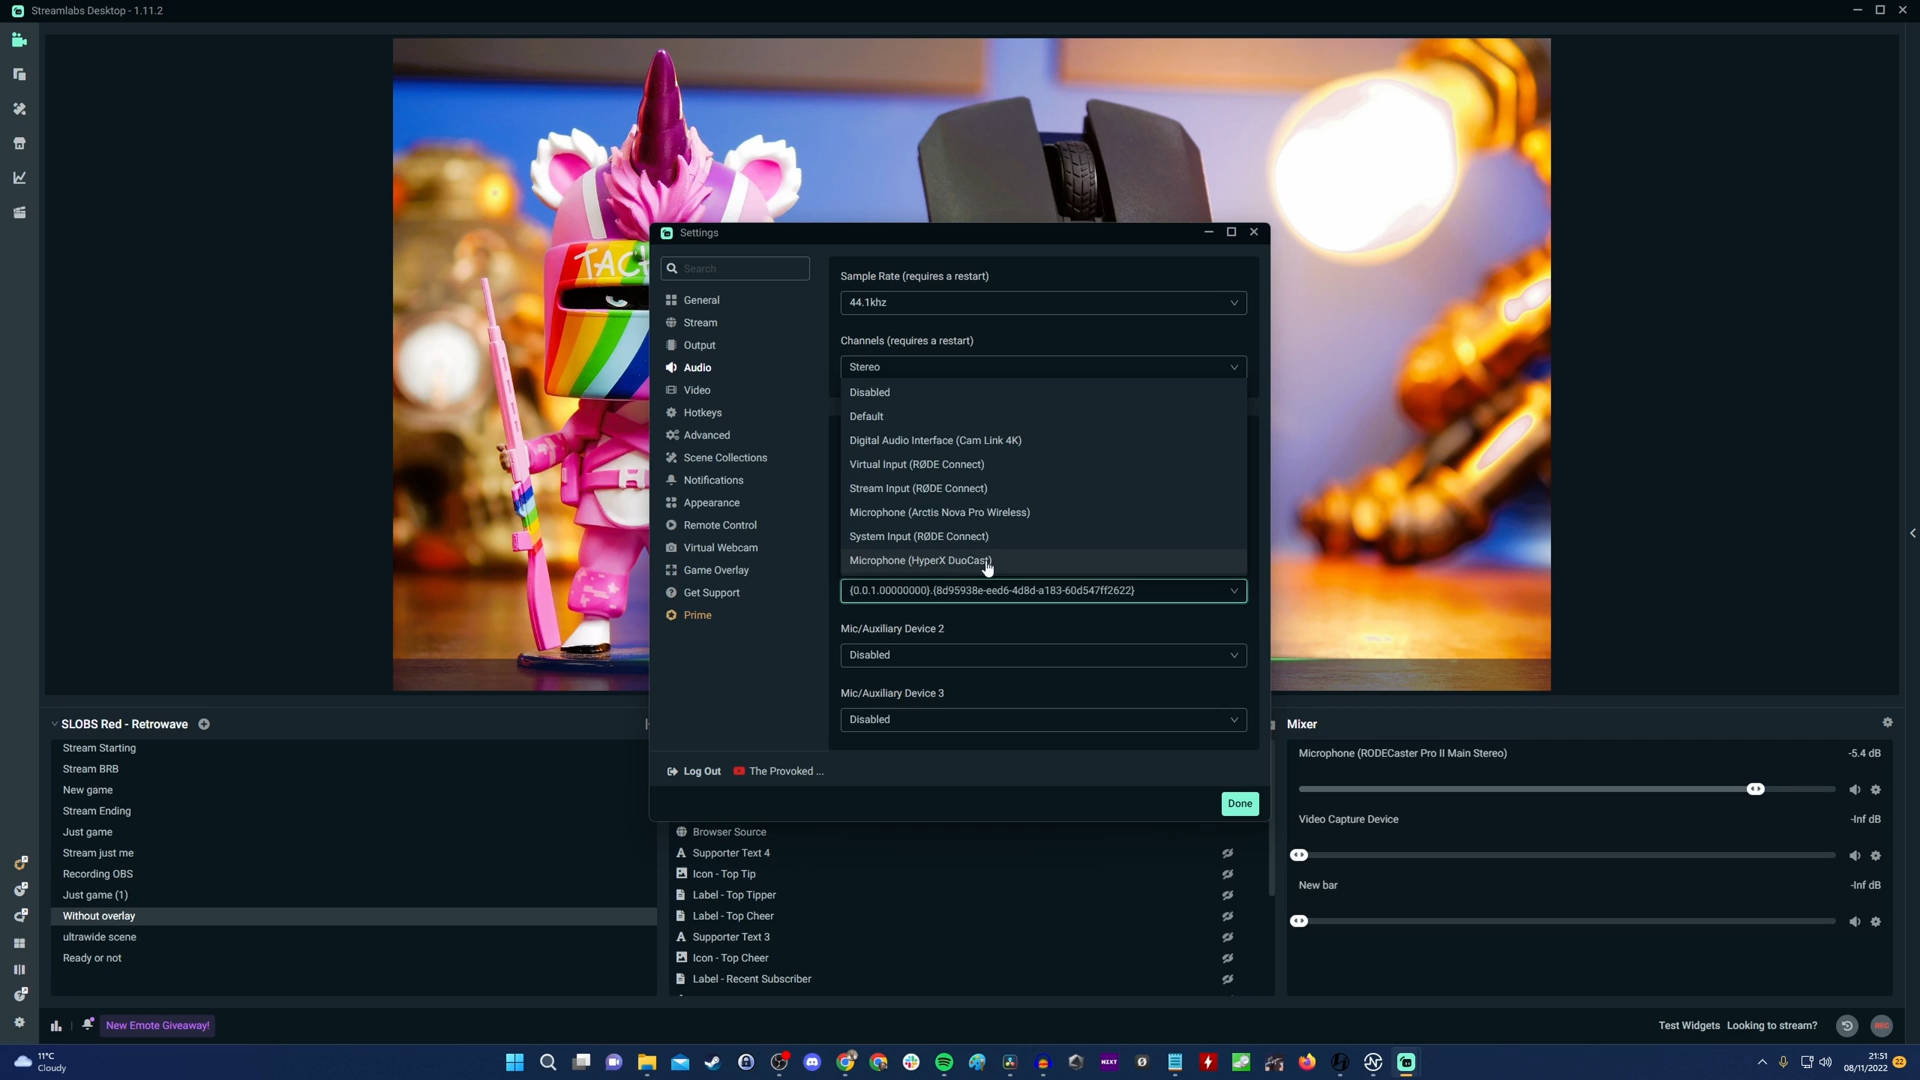 Streamlabs Desktop - 1.11.2
TAC
Settings
Search
General
Stream
Output
Audio
Video
Hotkeys
Advanced
Scene Collections
Notifications
Appearance
Remote Control
Virtual Webcam
Game Overlay
Get Support
Prime
Sample Rate (requires a restart)
44.1khz
Channels (requires a restart)
Stereo
Disabled
Default
Digital Audio Interface (Cam Link 4K)
Virtual Input (RØDE Connect)
Stream Input (RØDE Connect)
Microphone (Arctis Nova Pro Wireless)
System Input (RØDE Connect)
Microphone (HyperX DuoCast)
{0.0.1.00000000}.{8d95938e-eed6-4d8d-a183-60d547ff2622}
Mic/Auxiliary Device 2
Disabled
Mic/Auxiliary Device 3
Disabled
Log Out
The Provoked ...
Done
SLOBS Red - Retrowave
Stream Starting
Stream BRB
New game
Stream Ending
Just game
Stream just me
Recording OBS
Just game (1)
Without overlay
ultrawide scene
Ready or not
Browser Source
Supporter Text 4
Icon - Top Tip
Label - Top Tipper
Label - Top Cheer
Supporter Text 3
Icon - Top Cheer
Label - Recent Subscriber
Mixer
Microphone (RODECaster Pro II Main Stereo)
-5.4 dB
Video Capture Device
-Inf dB
New bar
-Inf dB
New Emote Giveaway!
Test Widgets
Looking to stream?
REC
11°C
Cloudy
NZXT
21:51
08/11/2022
22